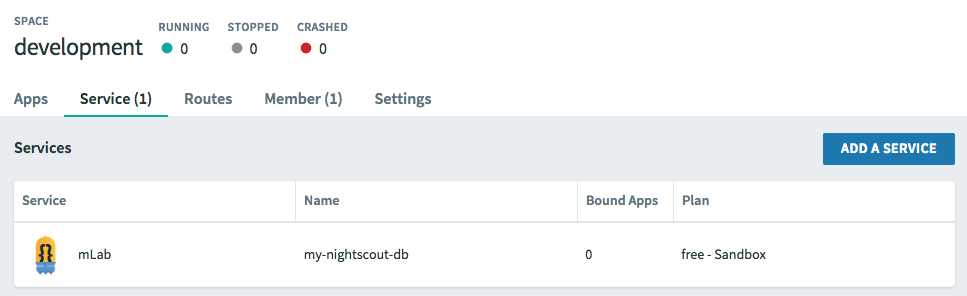 SPACE
development
RUNNING STOPPED CRASHED
0 0 0
Apps Service (1) Routes Member (1) Settings
Services ADD A SERVICE
Service Name Bound Apps Plan
mLab my-nightscout-db 0 free - Sandbox